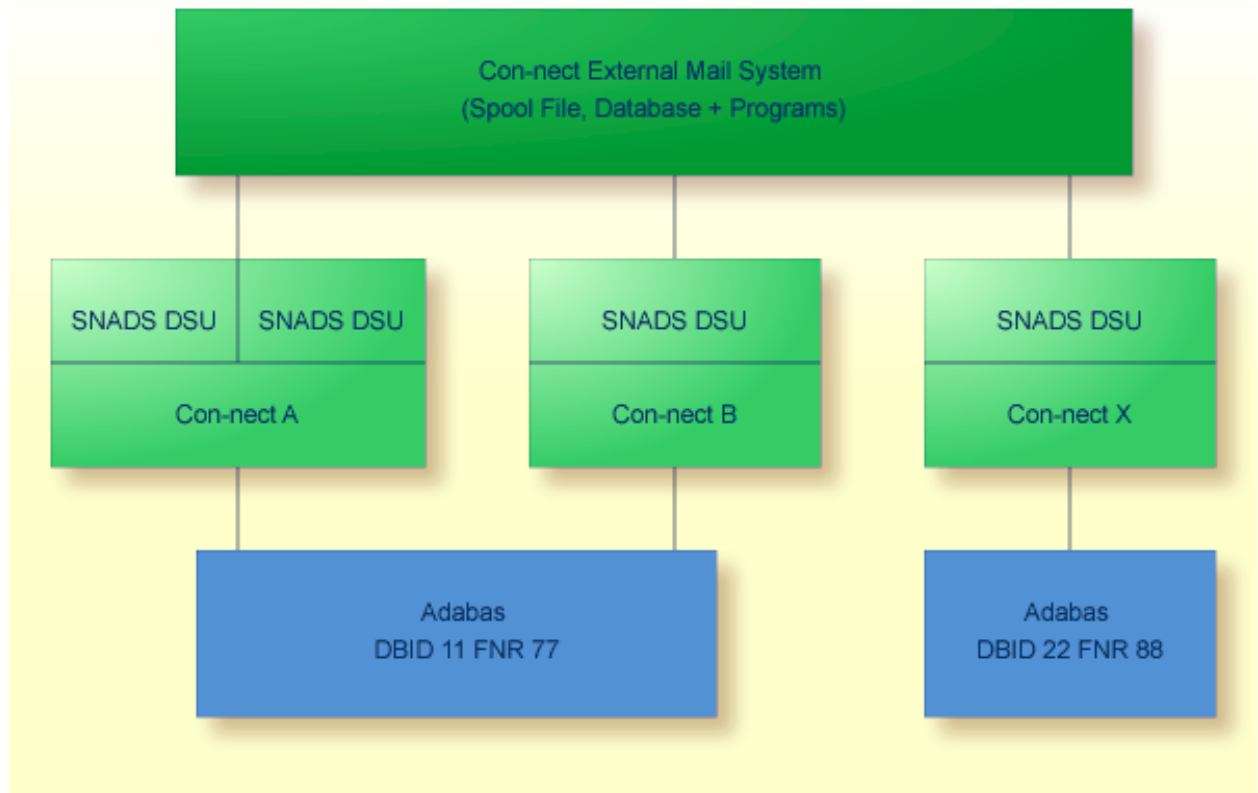 Con-nect External Mail System
(Spool File, Database + Programs)
SNADS DSU
SNADS DSU
SNADS DSU
SNADS DSU
Con-nect A
Con-nect B
Con-nect X
Adabas
DBID 11 FNR 77
Adabas
DBID 22 FNR 88